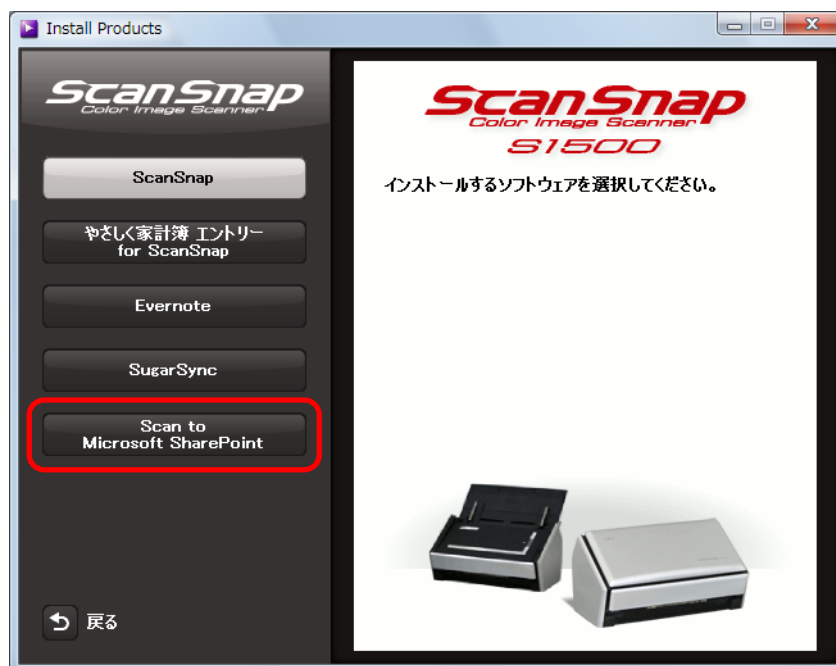 Install Products
ScanSnap
Color Image Scanner
ScanSnap
やさしく家計簿 エントリー
for ScanSnap
Evernote
SugarSync
Scan to
Microsoft SharePoint
戻る
ScanSnap
Color Image Scanner
S1500
インストールするソフトウェアを選択してください。